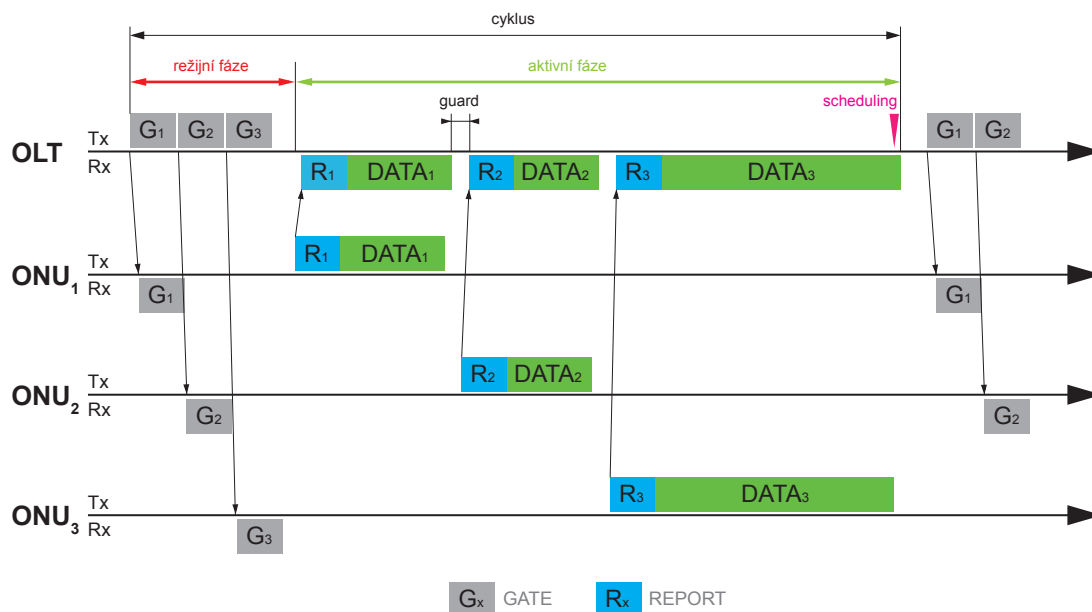 cyklus
režijní fáze
aktivní fáze
guard
scheduling
G1 G2 G3 G1 G2
OLT Tx
Rx
R1 DATA1 R2 DATA2 R3 DATA3
R1 DATA1
ONU1 Tx
Rx
G1 G1
R2 DATA2
ONU2 Tx
Rx
G2 G2
R3 DATA3
ONU3 Tx
Rx
G3
Gx GATE Rx REPORT